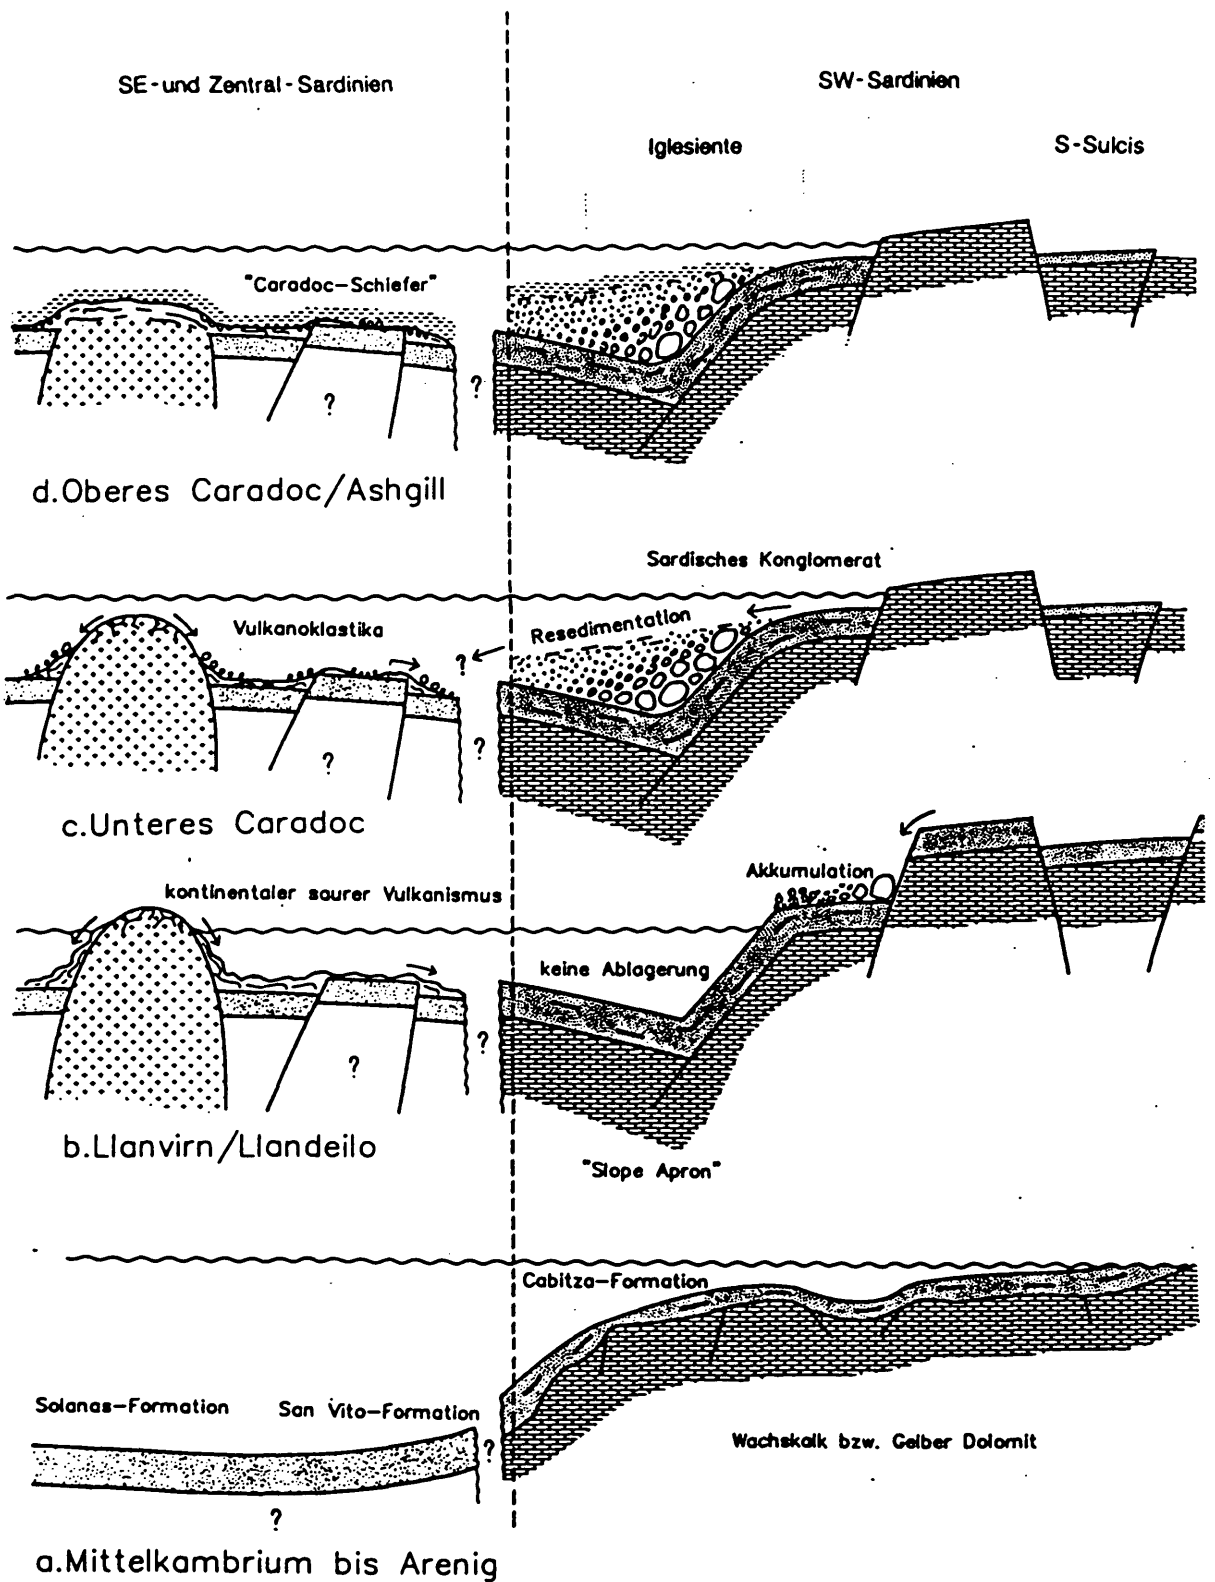 SE-und Zentral-Sardinien
SW-Sardinien
Iglesiente
S-Sulcis
"Caradoc-Schiefer"
?
?
d.Oberes Caradoc/Ashgill
Sardisches Konglomerat
Resedimentation
Vulkanoklastika
?
?
?
c.Unteres Caradoc
Akkumulation
kontinentaler saurer Vulkanismus
keine Ablagerung
?
?
b.Llanvirn/Llandeilo
"Slope Apron"
Cabitza-Formation
Solanas-Formation
San Vito-Formation
?
Wachskalk bzw. Gelber Dolomit
?
a.Mittelkambrium bis Arenig